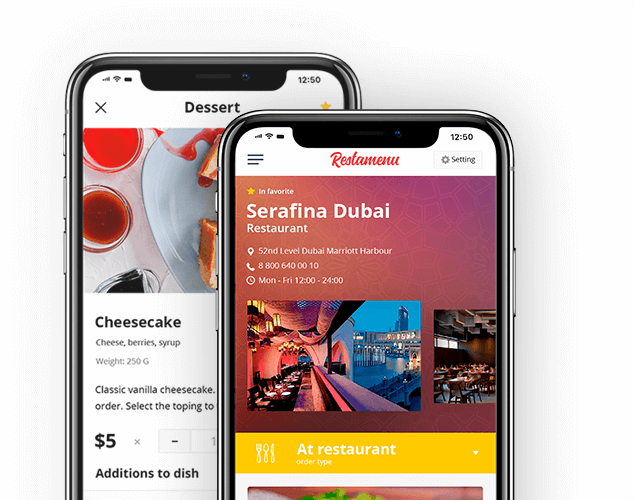 12:50
Dessert
Cheesecake
Cheese, berries, syrup
Weight: 250 G
Classic vanilla cheesecake.
order. Select the toping to
$5 × − 1
Additions to dish
12:50
Restamenu
Setting
In favorite
Serafina Dubai
Restaurant
52nd Level Dubai Marriott Harbour
8 800 640 00 10
Mon - Fri 12:00 - 24:00
At restaurant
order type